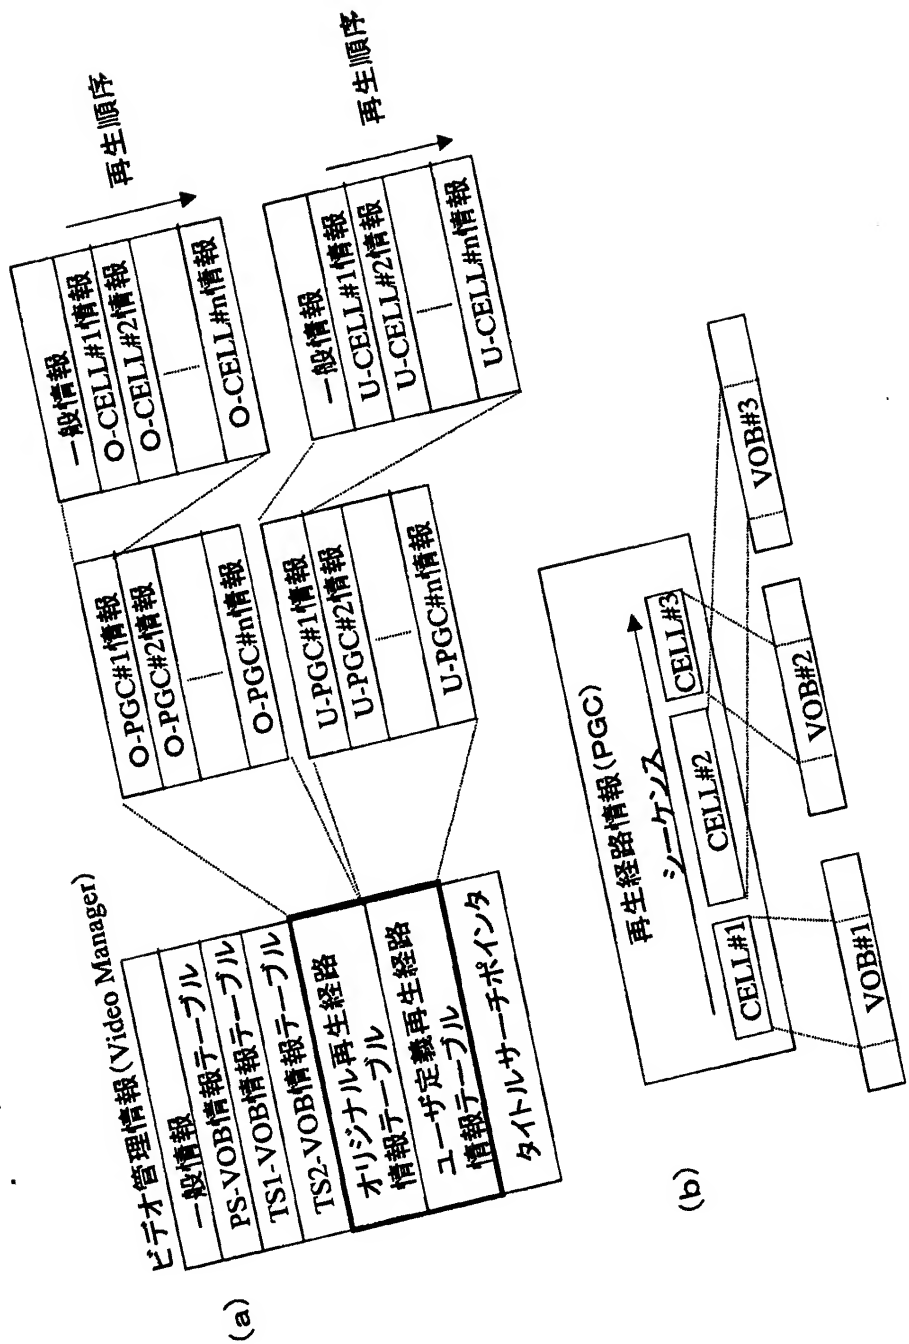 (a)
ビデオ管理情報(Video Manager)
一般情報
PS-VOB情報テーブル
TS1-VOB情報テーブル
TS2-VOB情報テーブル
オリジナル再生経路
情報テーブル
ユーザ定義再生経路
情報テーブル
タイトルサーチポインタ
O-PGC#1情報
O-PGC#2情報
O-PGC#n情報
U-PGC#1情報
U-PGC#2情報
U-PGC#n情報
一般情報
O-CELL#1情報
O-CELL#2情報
O-CELL#n情報
再生順序
一般情報
U-CELL#1情報
U-CELL#2情報
U-CELL#n情報
再生順序
(b)
再生経路情報(PGC)
シーケンス
CELL#1
CELL#2
CELL#3
VOB#1
VOB#2
VOB#3